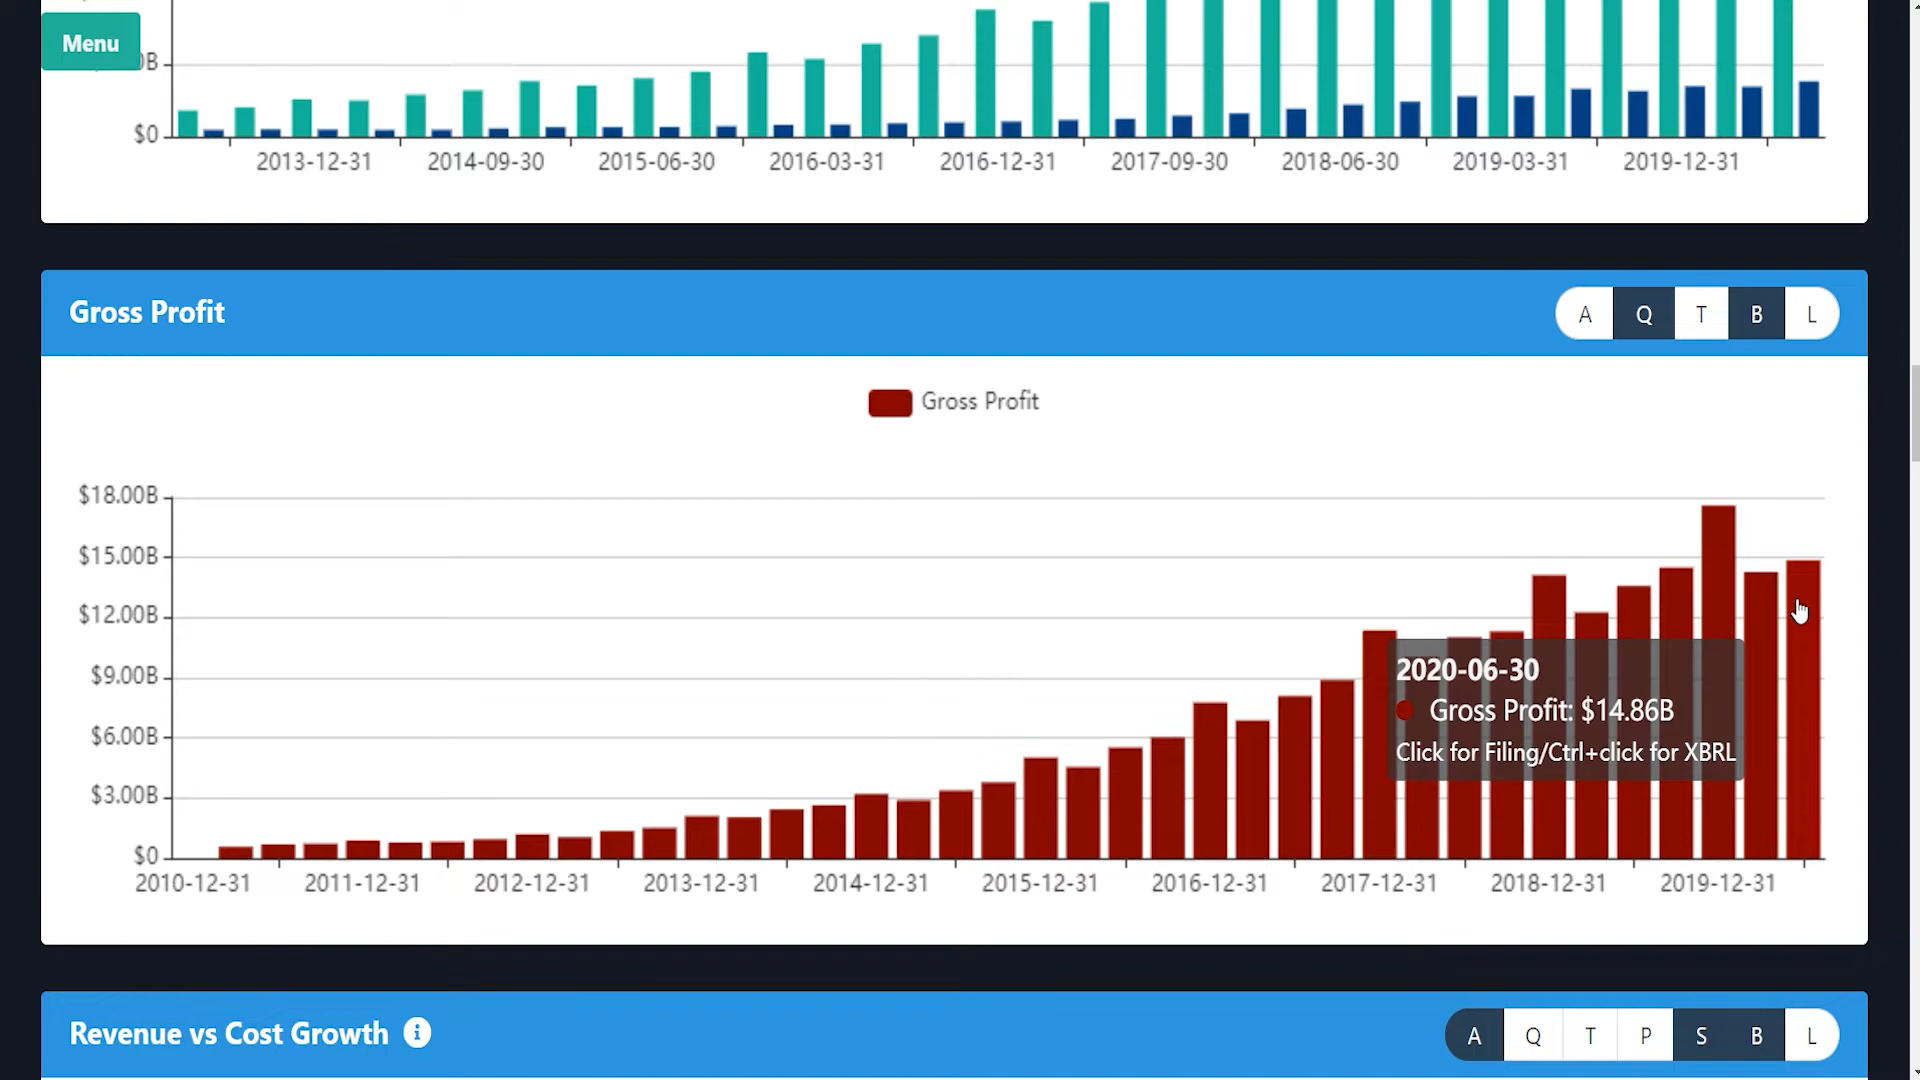 Menu
0B
$0
2013-12-31 2014-09-30 2015-06-30 2016-03-31 2016-12-31 2017-09-30 2018-06-30 2019-03-31 2019-12-31
Gross Profit
A Q T B L
Gross Profit
$18.00B
$15.00B
$12.00B
$9.00B
$6.00B
$3.00B
$0
2020-06-30
Gross Profit: $14.86B
Click for Filing/Ctrl+click for XBRL
2010-12-31 2011-12-31 2012-12-31 2013-12-31 2014-12-31 2015-12-31 2016-12-31 2017-12-31 2018-12-31 2019-12-31
Revenue vs Cost Growth
A Q T P S B L